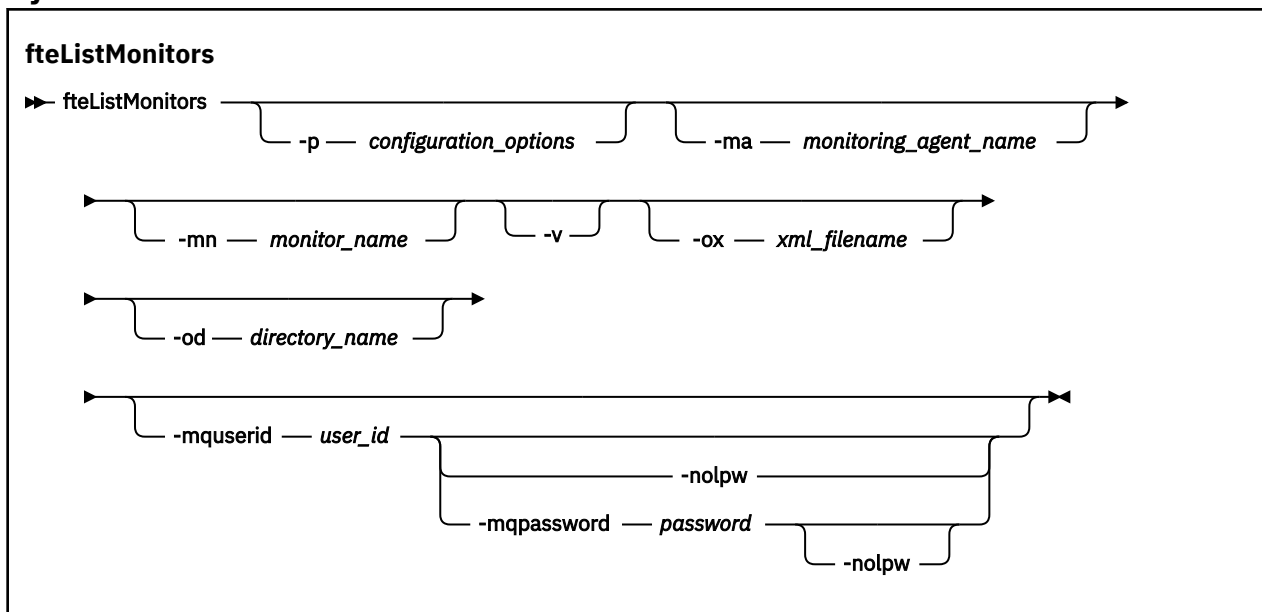 fteListMonitors
fteListMonitors -p configuration_options -ma monitoring_agent_name
-mn monitor_name -v -ox xml_filename
-od directory_name
-mquserid user_id
-nolpw
-mqpassword password
-nolpw